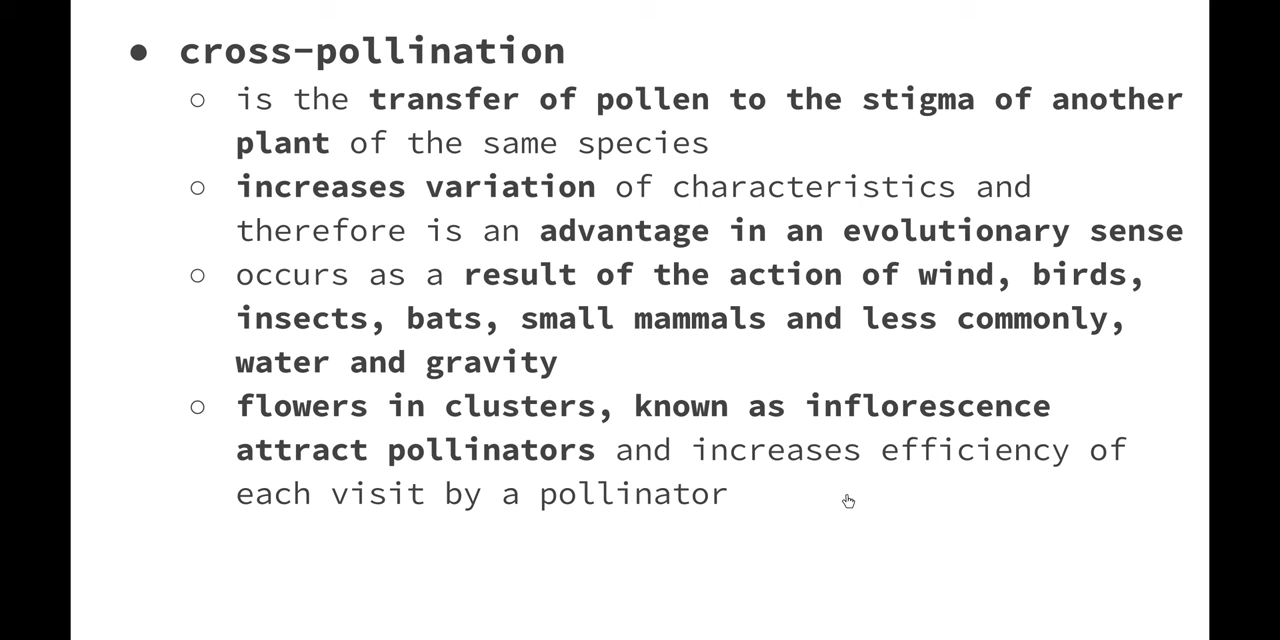 ● cross-pollination
○ is the transfer of pollen to the stigma of another
plant of the same species
○ increases variation of characteristics and
therefore is an advantage in an evolutionary sense
○ occurs as a result of the action of wind, birds,
insects, bats, small mammals and less commonly,
water and gravity
○ flowers in clusters, known as inflorescence
attract pollinators and increases efficiency of
each visit by a pollinator